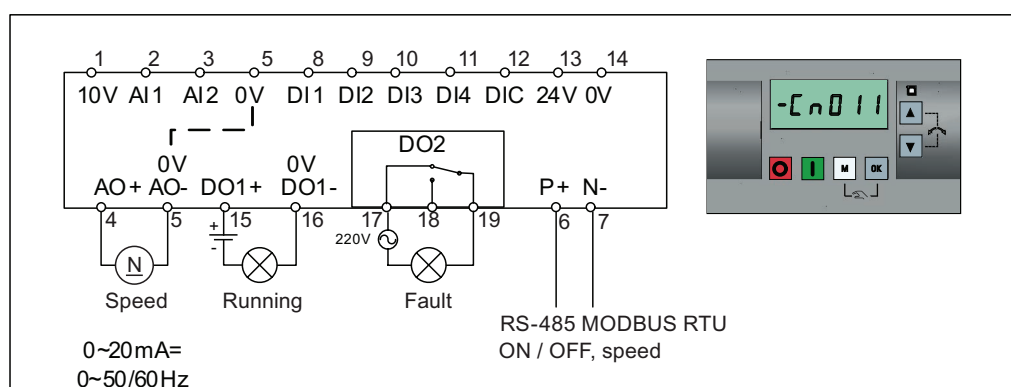 1 2 3 5 8 9 10 11 12 13 14
10V AI1 AI2 0V DI1 DI2 DI3 DI4 DIC 24V 0V
-Cn011
DO2
0V 0V
AO+ AO- DO1+ DO1- P+ N-
M OK
4 5 15 16 17 18 19 6 7
+
-
220V
N
Speed Running Fault
RS-485 MODBUS RTU
ON / OFF, speed
0~20mA=
0~50/60Hz